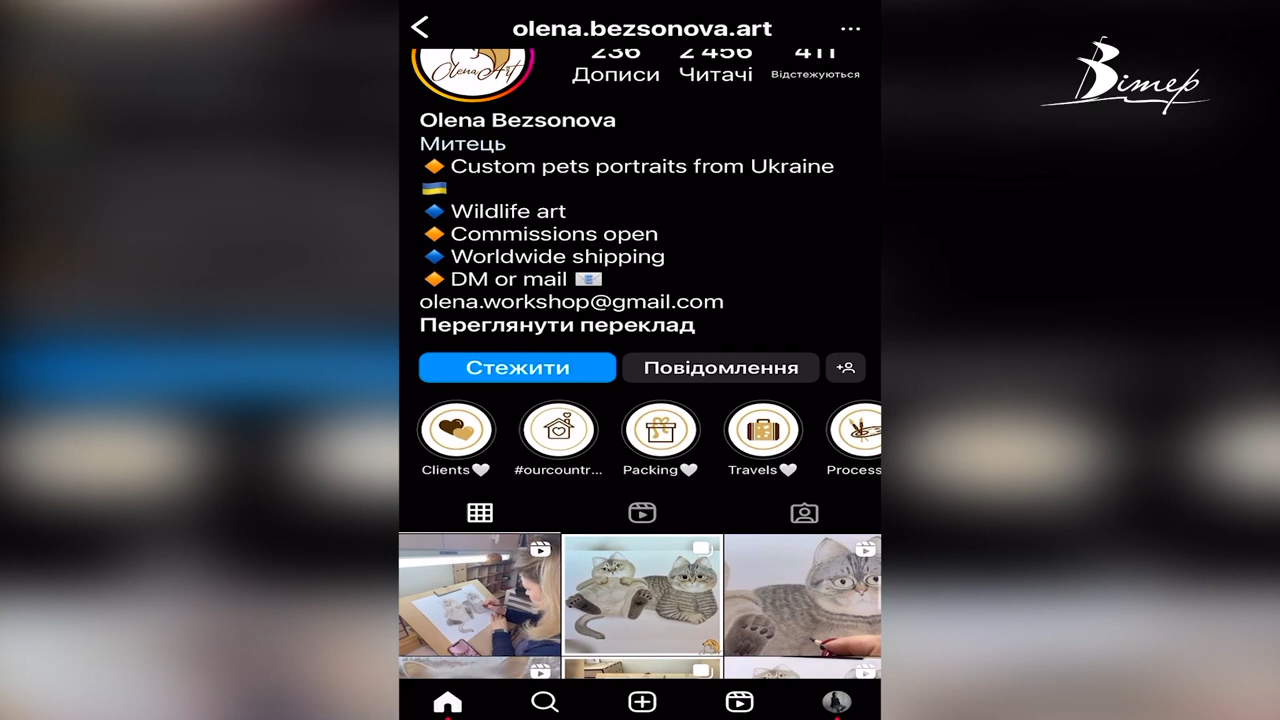 olena.bezsonova.art
Вітер
236 2 456 411
Дописи Читачі Відстежуються
OlenaArt
Olena Bezsonova
Митець
Custom pets portraits from Ukraine
Wildlife art
Commissions open
Worldwide shipping
DM or mail
olena.workshop@gmail.com
Переглянути переклад
Стежити Повідомлення
Clients #ourcountr... Packing Travels Process